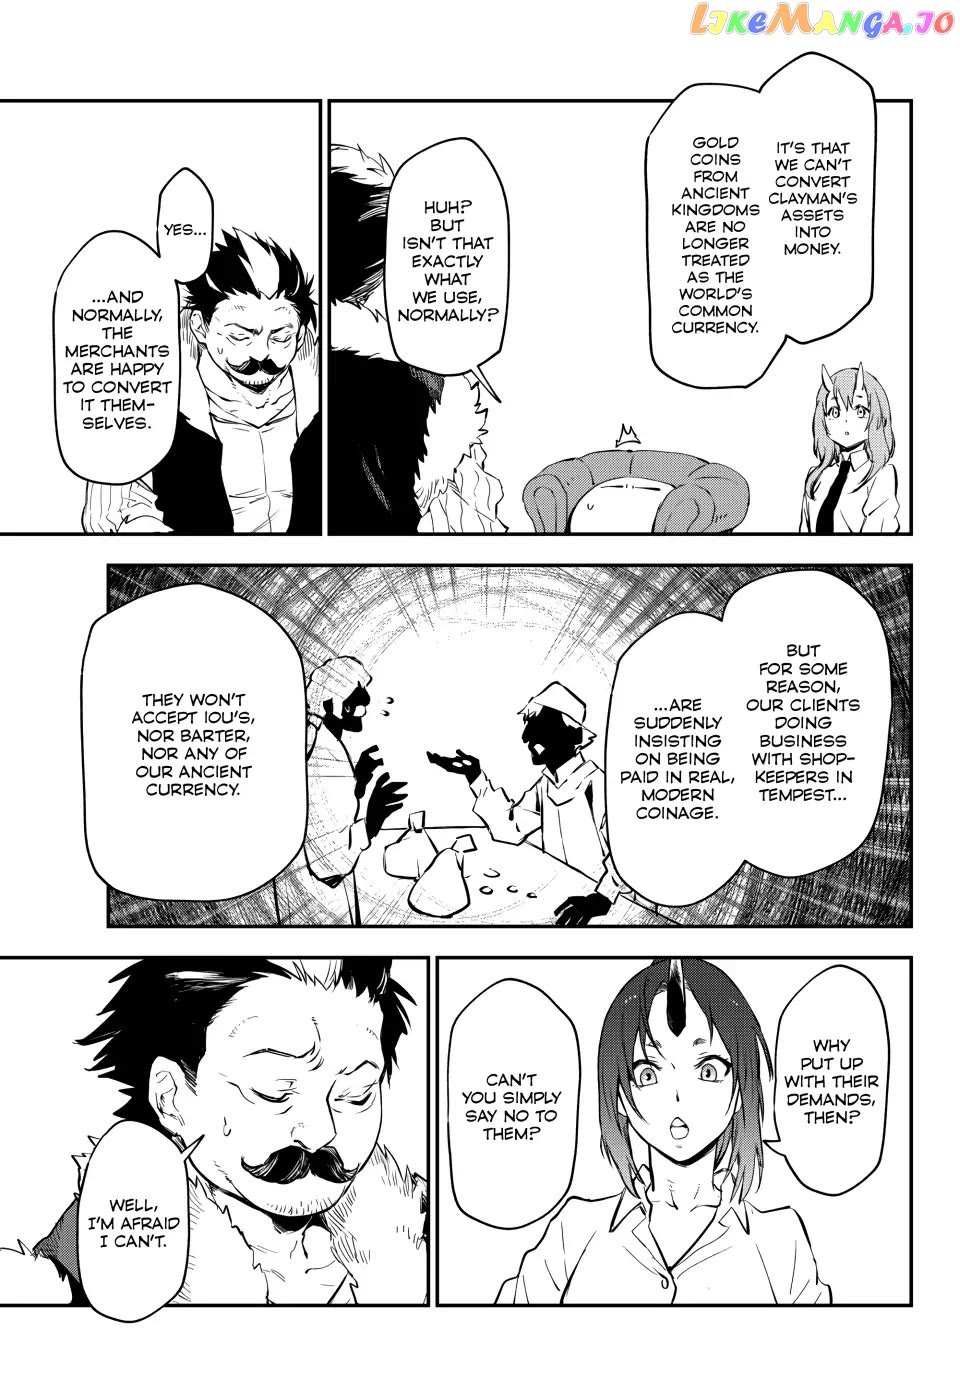 LIKEMANGA.IO
IT'S THAT
WE CAN'T
CONVERT
CLAYMAN'S
ASSETS
INTO
MONEY.
GOLD
COINS
FROM
ANCIENT
KINGDOMS
ARE NO
LONGER
TREATED
AS THE
WORLD'S
COMMON
CURRENCY.
HUH?
BUT
ISN'T THAT
EXACTLY
WHAT
WE USE,
NORMALLY?
YES...
...AND
NORMALLY,
THE
MERCHANTS
ARE HAPPY
TO CONVERT
IT THEM-
SELVES.
BUT
FOR SOME
REASON,
OUR CLIENTS
DOING
BUSINESS
WITH SHOP-
KEEPERS IN
TEMPEST...
...ARE
SUDDENLY
INSISTING
ON BEING
PAID IN REAL,
MODERN
COINAGE.
THEY WON'T
ACCEPT IOU'S,
NOR BARTER,
NOR ANY OF
OUR ANCIENT
CURRENCY.
WHY
PUT UP
WITH THEIR
DEMANDS,
THEN?
CAN'T
YOU SIMPLY
SAY NO TO
THEM?
WELL,
I'M AFRAID
I CAN'T.